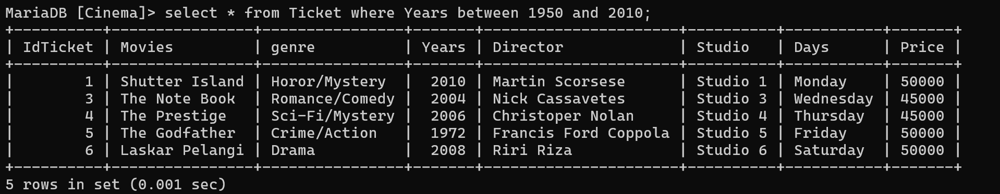 MariaDB [Cinema]> select * from Ticket where Years between 1950 and 2010;
+----------+----------------+----------------+-------+----------------------+----------+-----------+-------+
| IdTicket | Movies         | genre          | Years | Director             | Studio   | Days      | Price |
+----------+----------------+----------------+-------+----------------------+----------+-----------+-------+
|        1 | Shutter Island | Horor/Mystery  |  2010 | Martin Scorsese      | Studio 1 | Monday    | 50000 |
|        3 | The Note Book  | Romance/Comedy |  2004 | Nick Cassavetes      | Studio 3 | Wednesday | 45000 |
|        4 | The Prestige   | Sci-Fi/Mystery |  2006 | Christoper Nolan     | Studio 4 | Thursday  | 45000 |
|        5 | The Godfather  | Crime/Action   |  1972 | Francis Ford Coppola | Studio 5 | Friday    | 50000 |
|        6 | Laskar Pelangi | Drama          |  2008 | Riri Riza            | Studio 6 | Saturday  | 50000 |
+----------+----------------+----------------+-------+----------------------+----------+-----------+-------+
5 rows in set (0.001 sec)